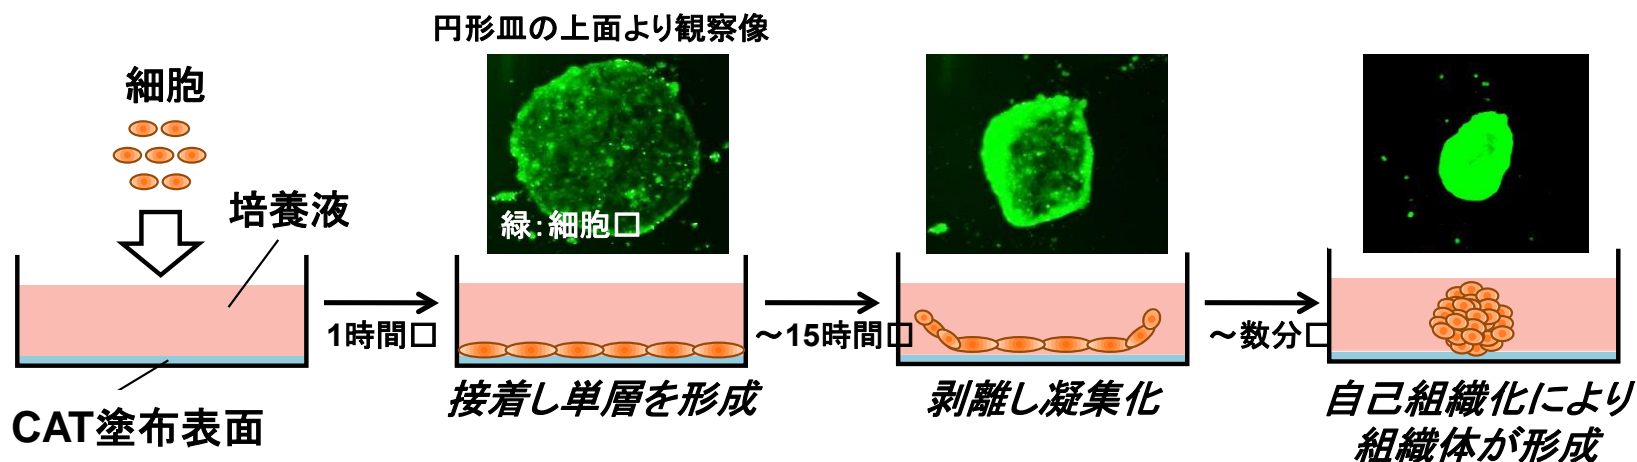 円形皿の上面より観察像
細胞
培養液
緑：細胞□
1時間□
～15時間□
～数分□
接着し単層を形成
剥離し凝集化
自己組織化により
組織体が形成
CAT塗布表面